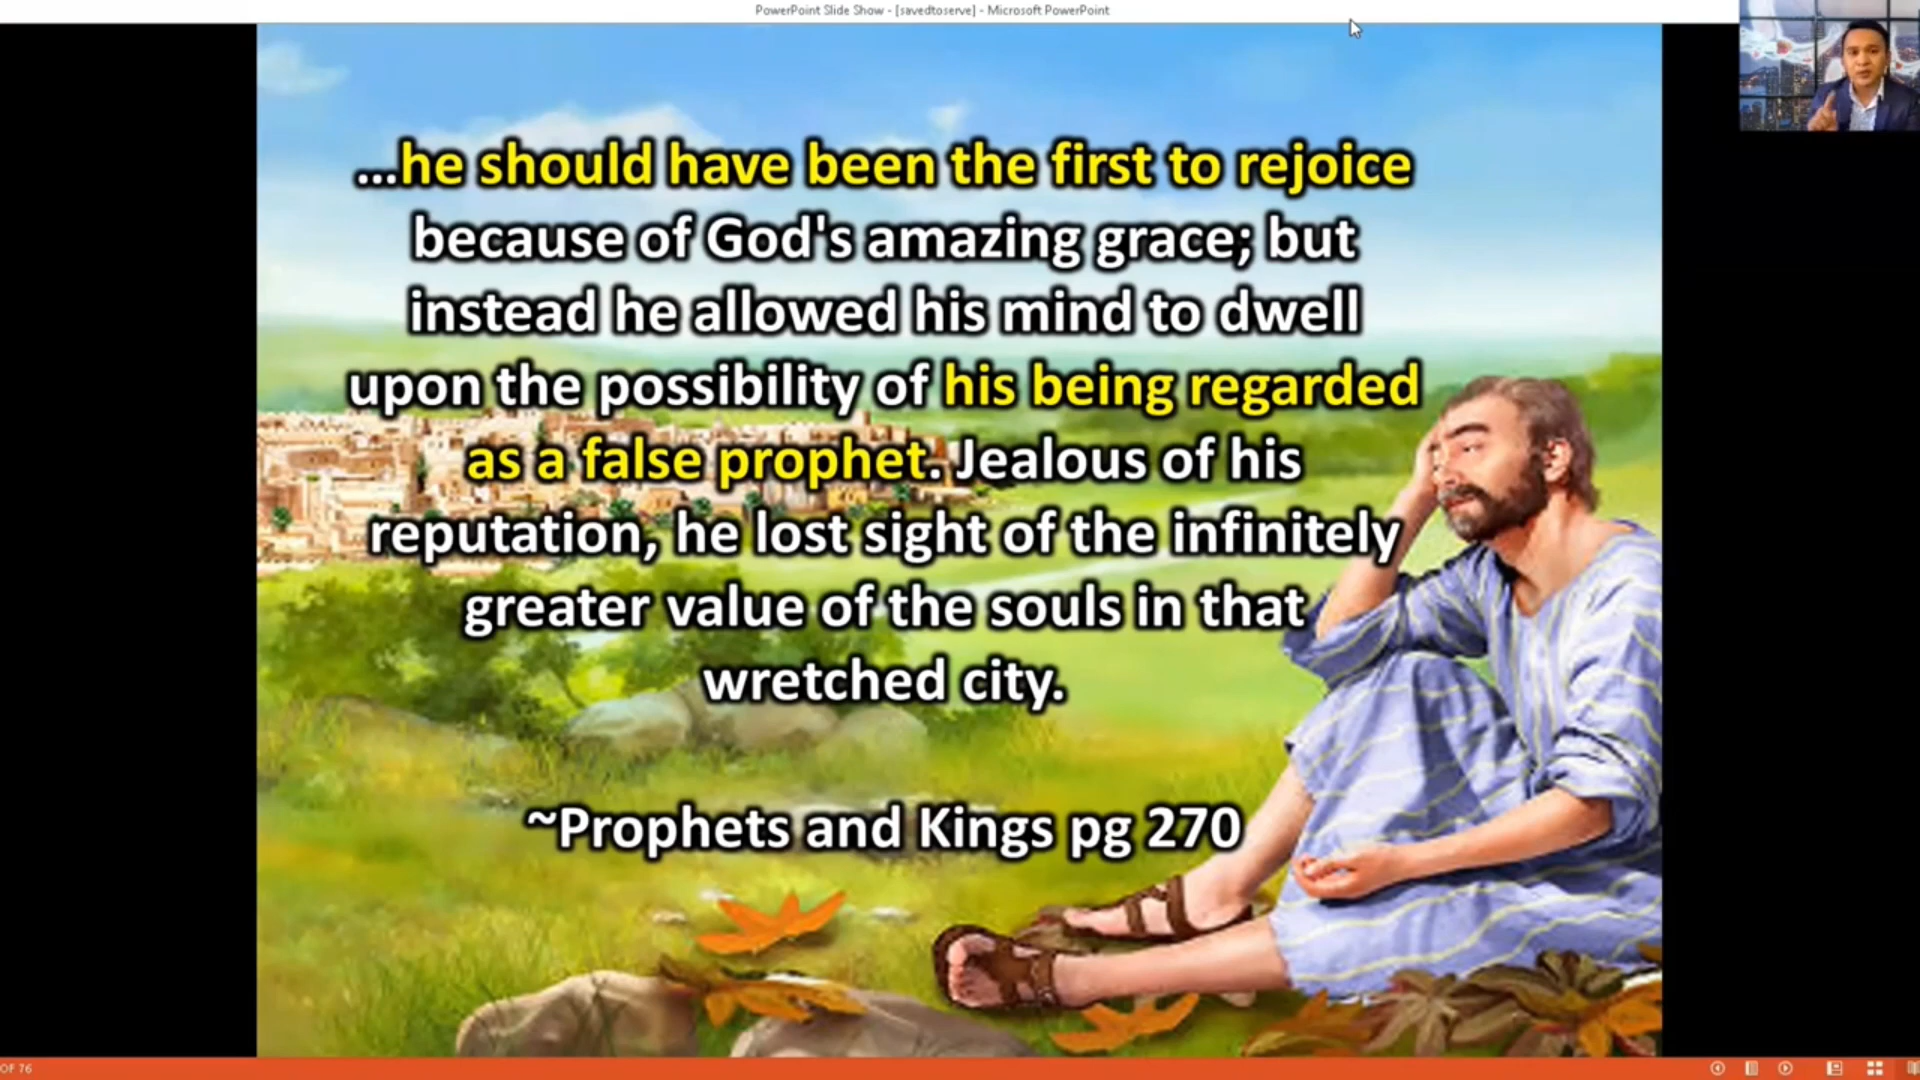 PowerPoint Slide Show - [savedtoserve] - Microsoft PowerPoint
...he should have been the first to rejoice
because of God's amazing grace; but
instead he allowed his mind to dwell
upon the possibility of his being regarded
as a false prophet. Jealous of his
reputation, he lost sight of the infinitely
greater value of the souls in that
wretched city.
~Prophets and Kings pg 270
OF 76